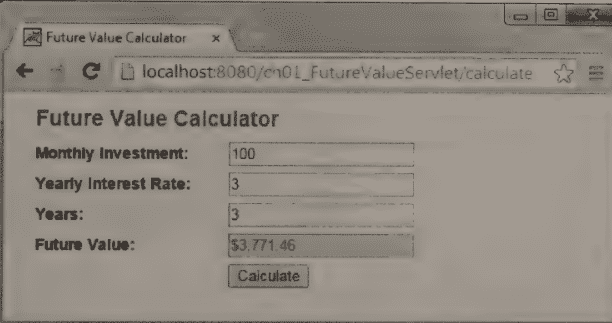 Future Value Calculator
localhost:8080/ch01_FutureValueServlet/calculate
Future Value Calculator
Monthly Investment: 100
Yearly Interest Rate: 3
Years: 3
Future Value: $3,771.46
Calculate